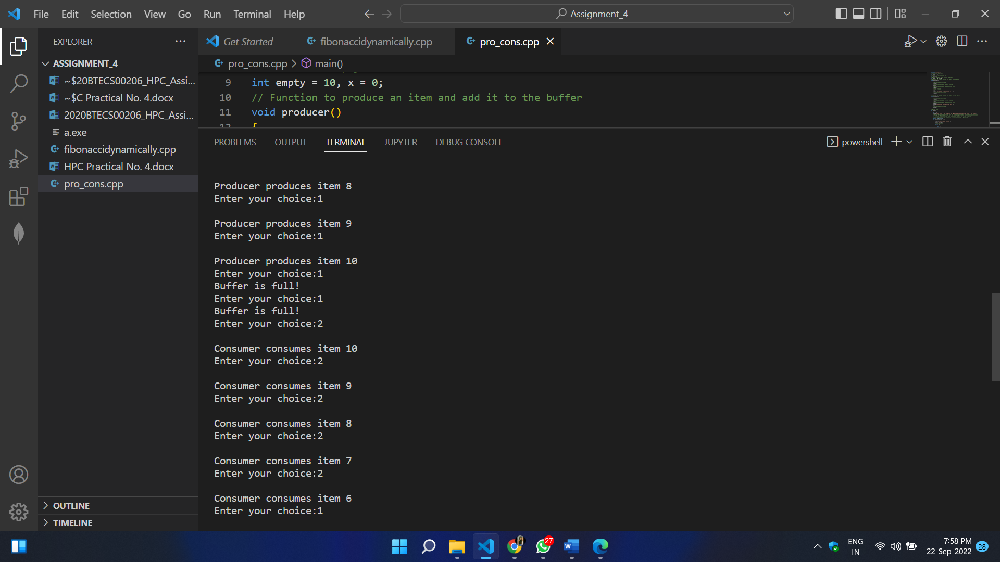 File Edit Selection View Go Run Terminal Help
Assignment_4
EXPLORER
Get Started
fibonaccidynamically.cpp
pro_cons.cpp
ASSIGNMENT_4
~$20BTECS00206_HPC_Assi...
~$C Practical No. 4.docx
2020BTECS00206_HPC_Assi...
a.exe
fibonaccidynamically.cpp
HPC Practical No. 4.docx
pro_cons.cpp
OUTLINE
TIMELINE
pro_cons.cpp > main()
9 int empty = 10, x = 0;
10 // Function to produce an item and add it to the buffer
11 void producer()
12 {
PROBLEMS OUTPUT TERMINAL JUPYTER DEBUG CONSOLE
powershell
Producer produces item 8
Enter your choice:1
Producer produces item 9
Enter your choice:1
Producer produces item 10
Enter your choice:1
Buffer is full!
Enter your choice:1
Buffer is full!
Enter your choice:2
Consumer consumes item 10
Enter your choice:2
Consumer consumes item 9
Enter your choice:2
Consumer consumes item 8
Enter your choice:2
Consumer consumes item 7
Enter your choice:2
Consumer consumes item 6
Enter your choice:1
27
ENG
IN
7:58 PM
22-Sep-2022
28